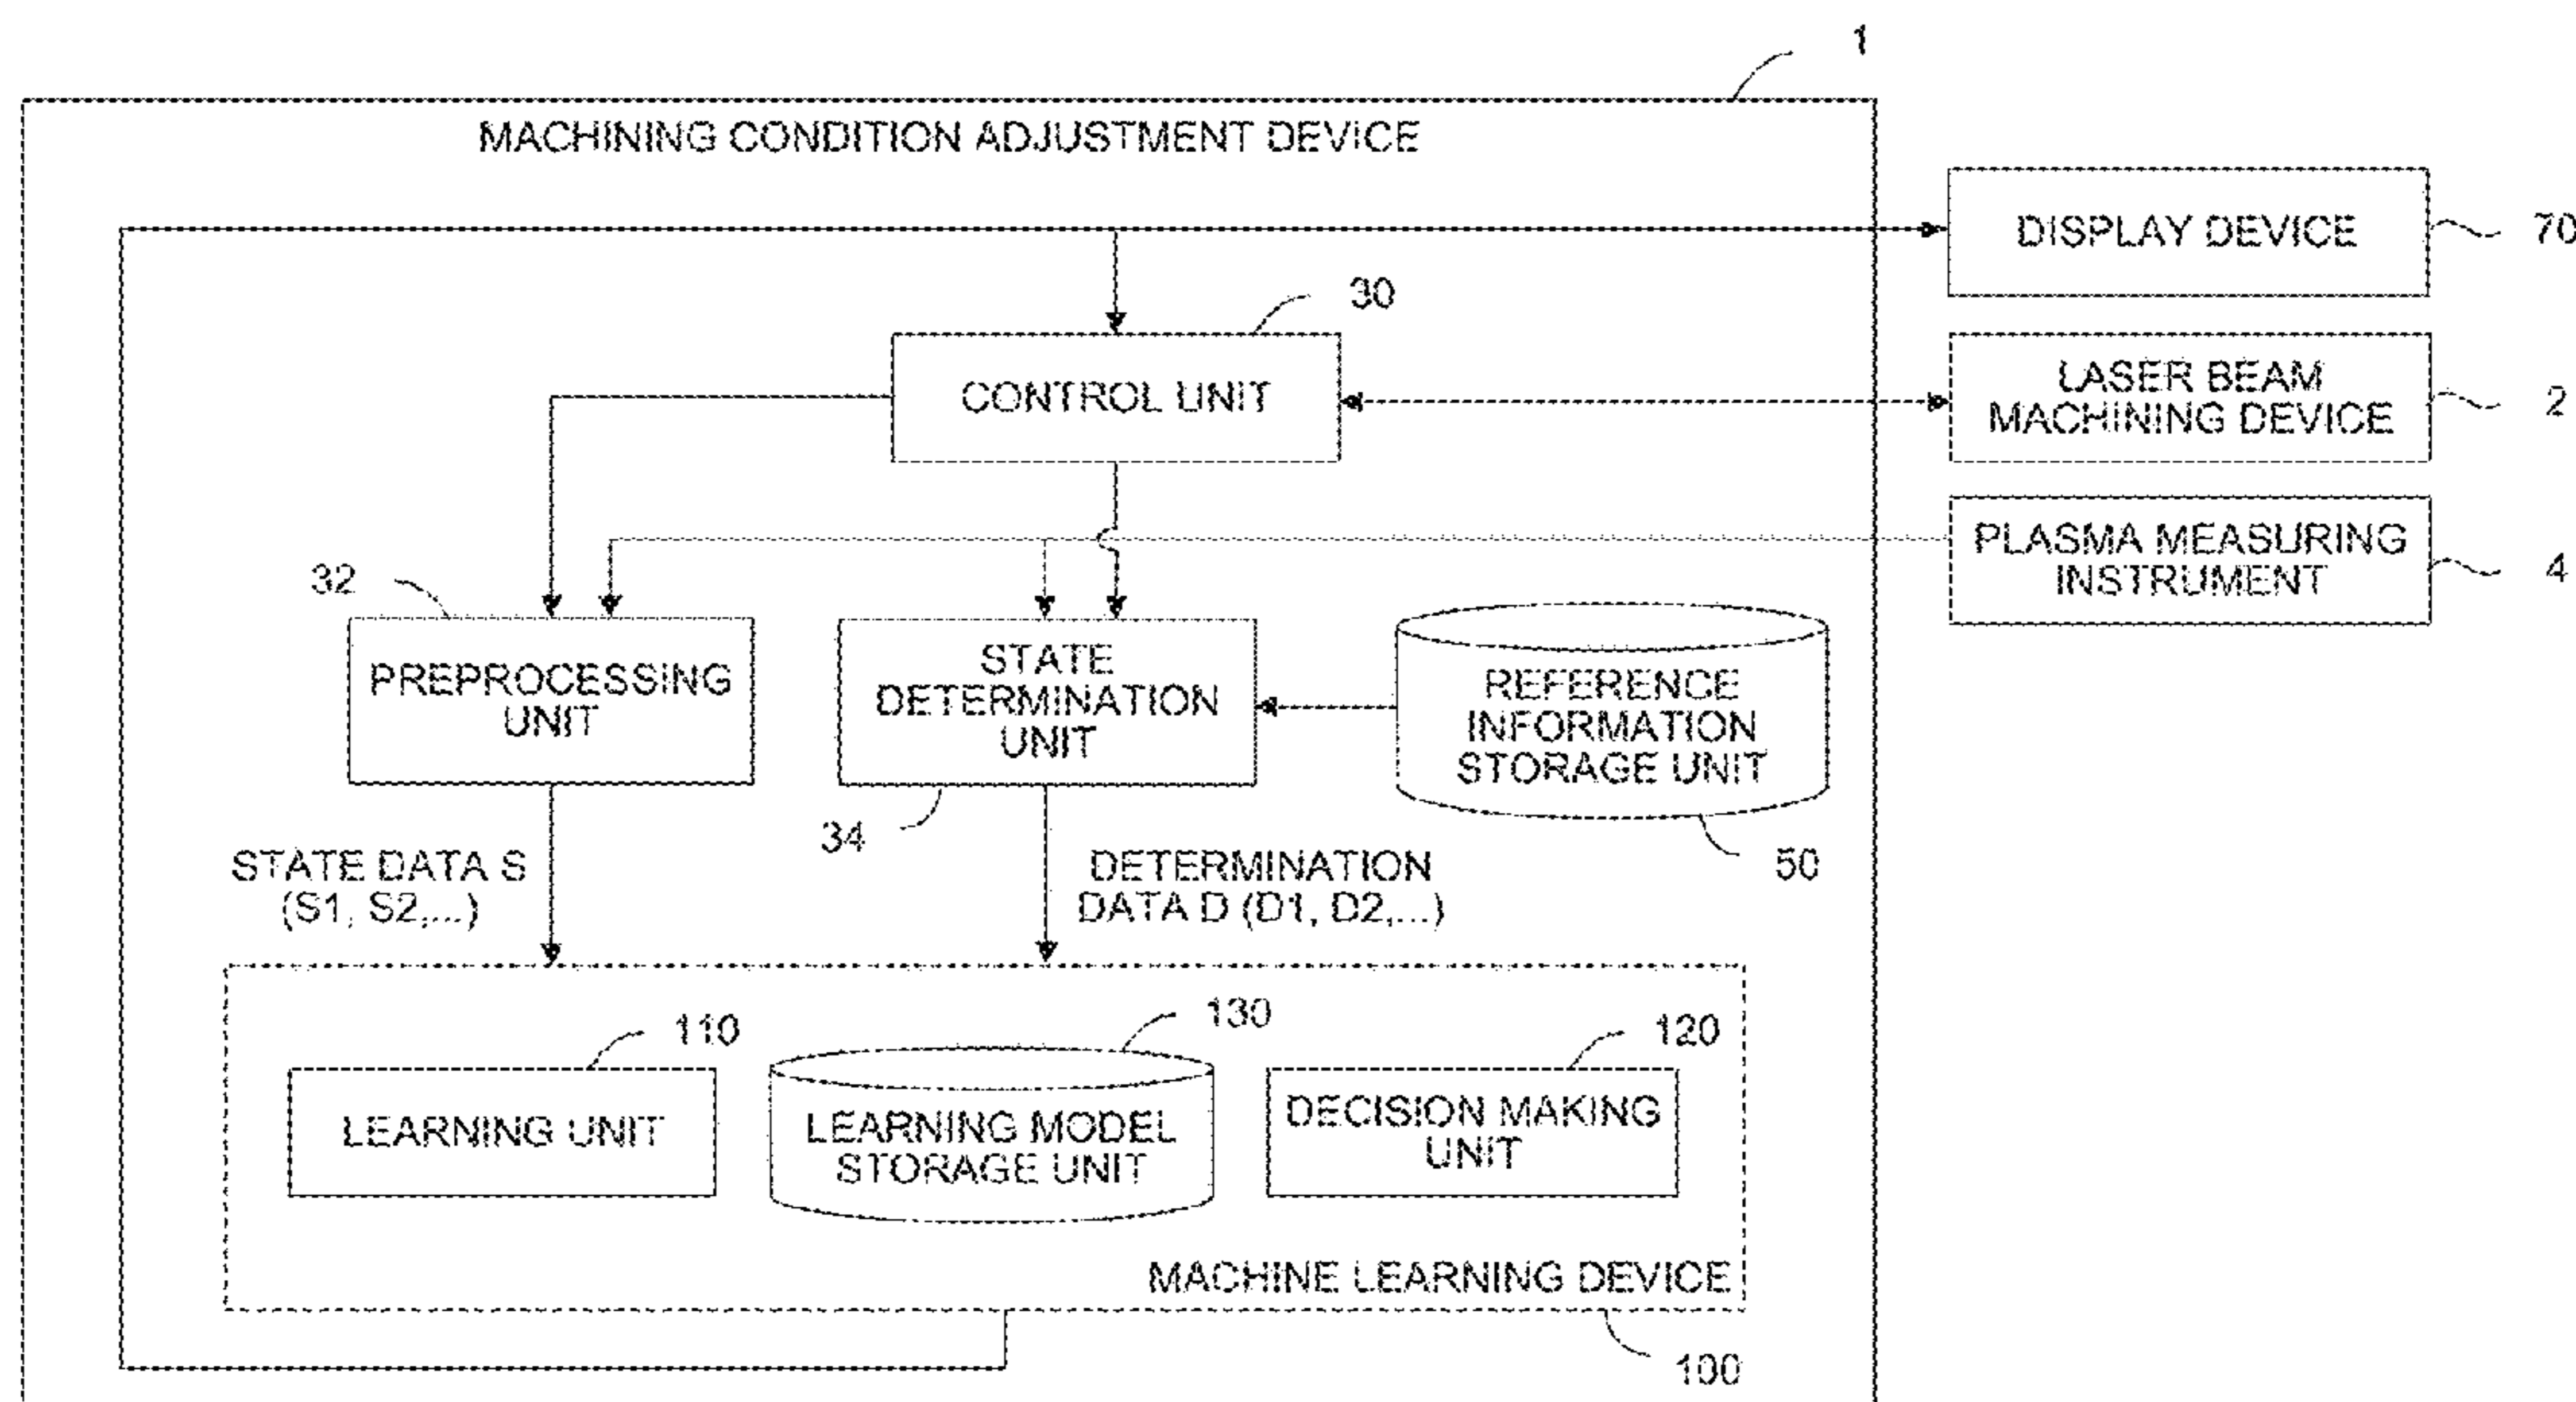 1
MACHINING CONDITION ADJUSTMENT DEVICE
DISPLAY DEVICE
70
30
CONTROL UNIT
LASER BEAM
MACHINING DEVICE
2
PLASMA MEASURING
INSTRUMENT
4
32
PREPROCESSING
UNIT
STATE
DETERMINATION
UNIT
34
REFERENCE
INFORMATION
STORAGE UNIT
50
STATE DATA S
(S1, S2,...)
DETERMINATION
DATA D (D1, D2,...)
110
LEARNING UNIT
130
LEARNING MODEL
STORAGE UNIT
120
DECISION MAKING
UNIT
MACHINE LEARNING DEVICE
100